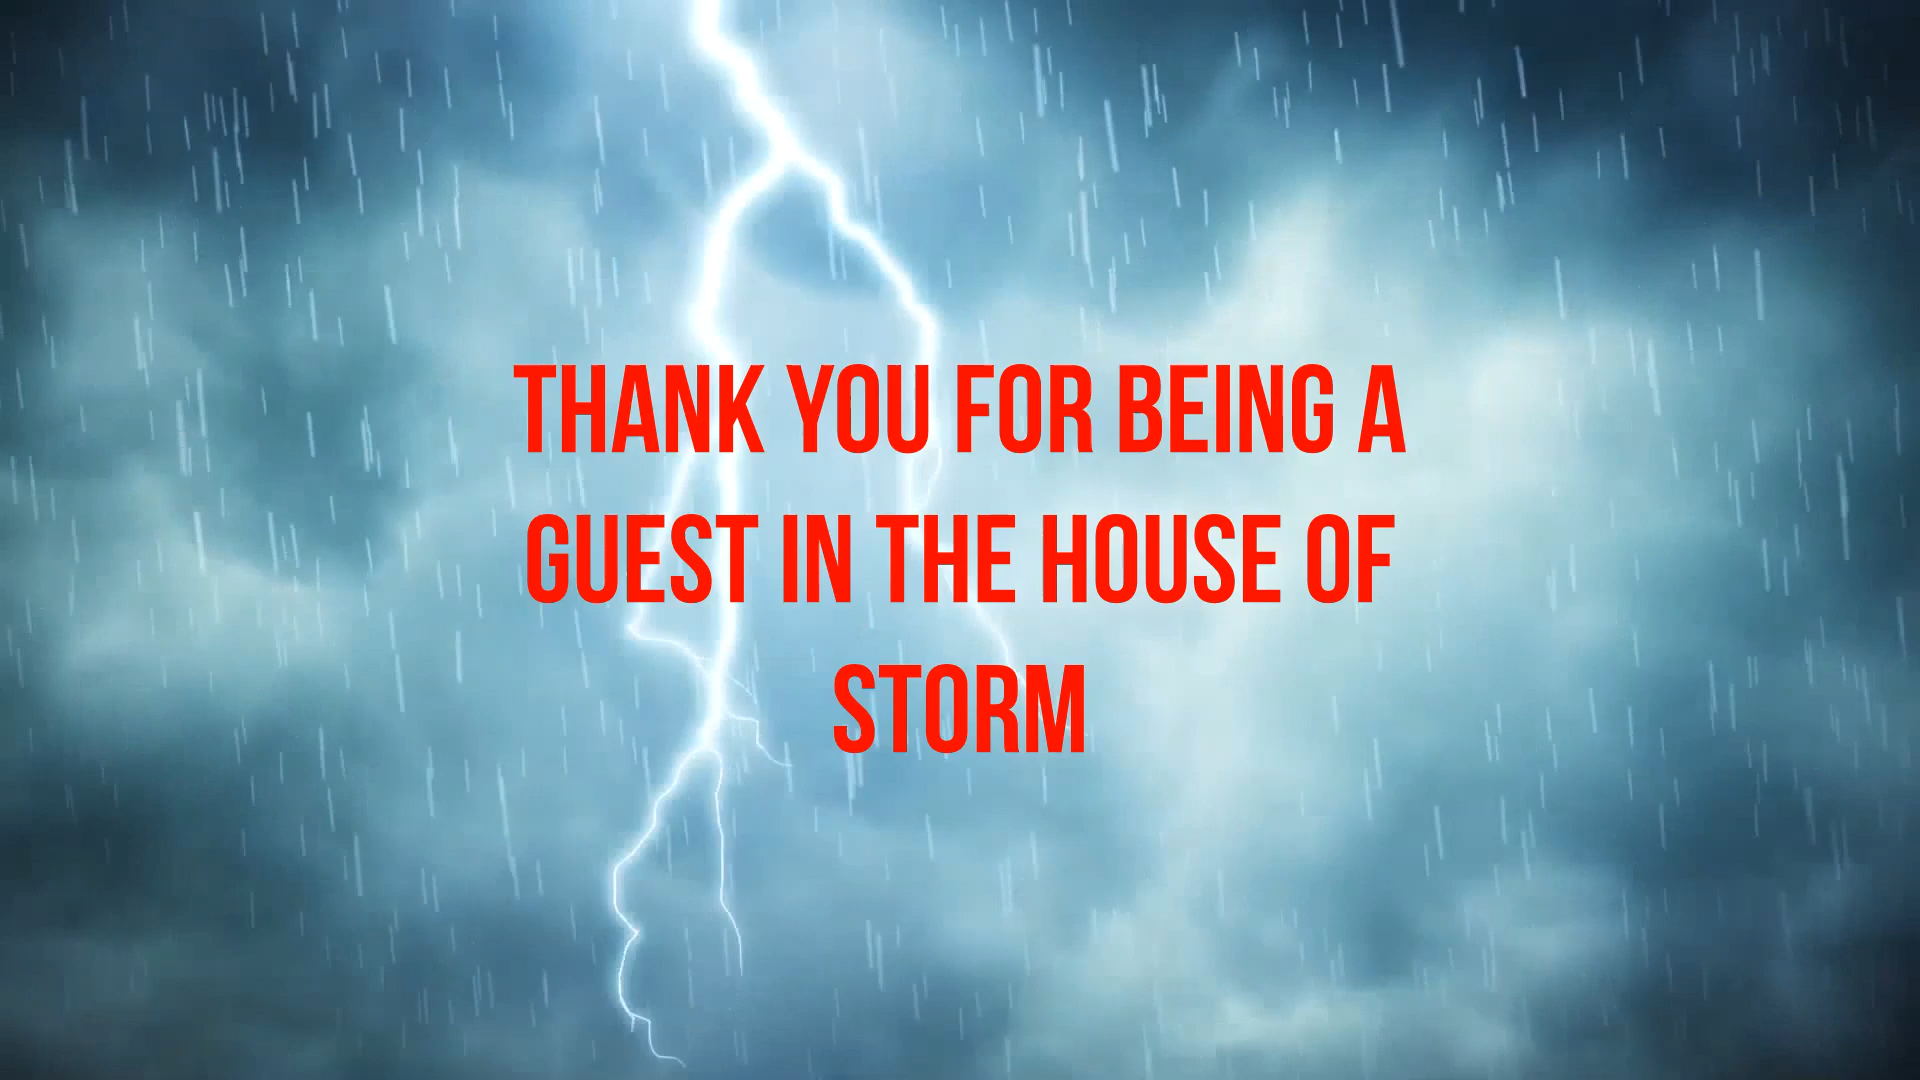 THANK YOU FOR BEING A
GUEST IN THE HOUSE OF
STORM